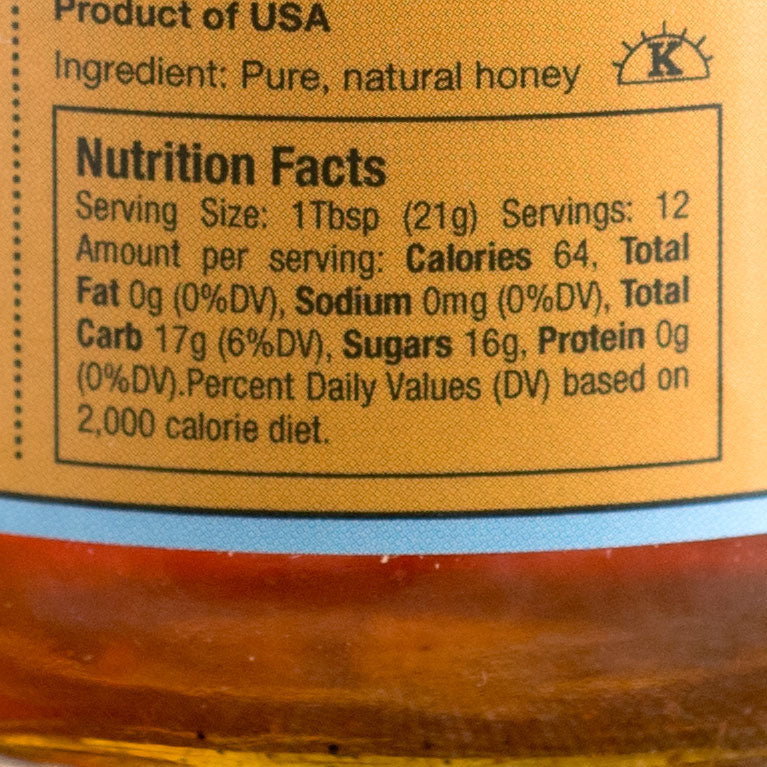 Product of USA
Ingredient: Pure, natural honey
K
Nutrition Facts
Serving Size: 1Tbsp (21g) Servings: 12
Amount per serving: Calories 64, Total
Fat 0g (0%DV), Sodium 0mg (0%DV), Total
Carb 17g (6%DV), Sugars 16g, Protein 0g
(0%DV).Percent Daily Values (DV) based on
2,000 calorie diet.